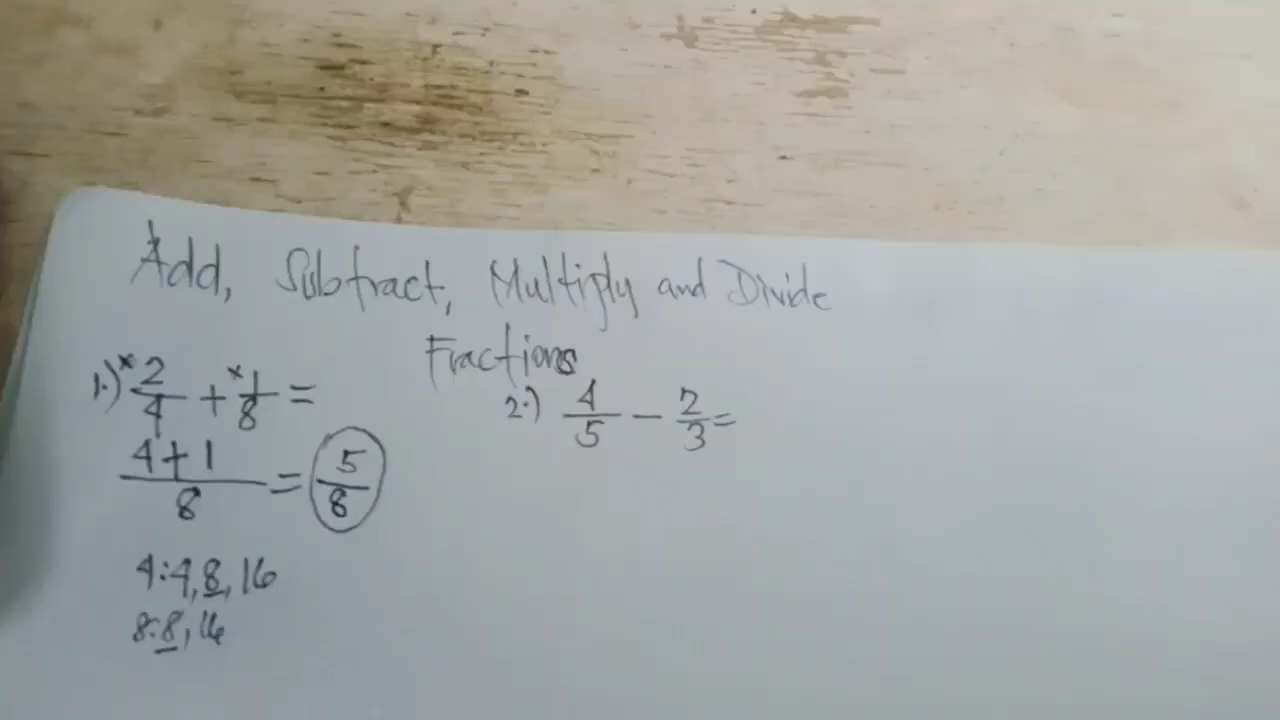 Add, Subtract, Multiply and Divide
Fractions
1.) × 2/4 + × 1/8 =
4+1/8 = 5/8
4:4,8,16
8:8,16
2.) 4/5 - 2/3 =